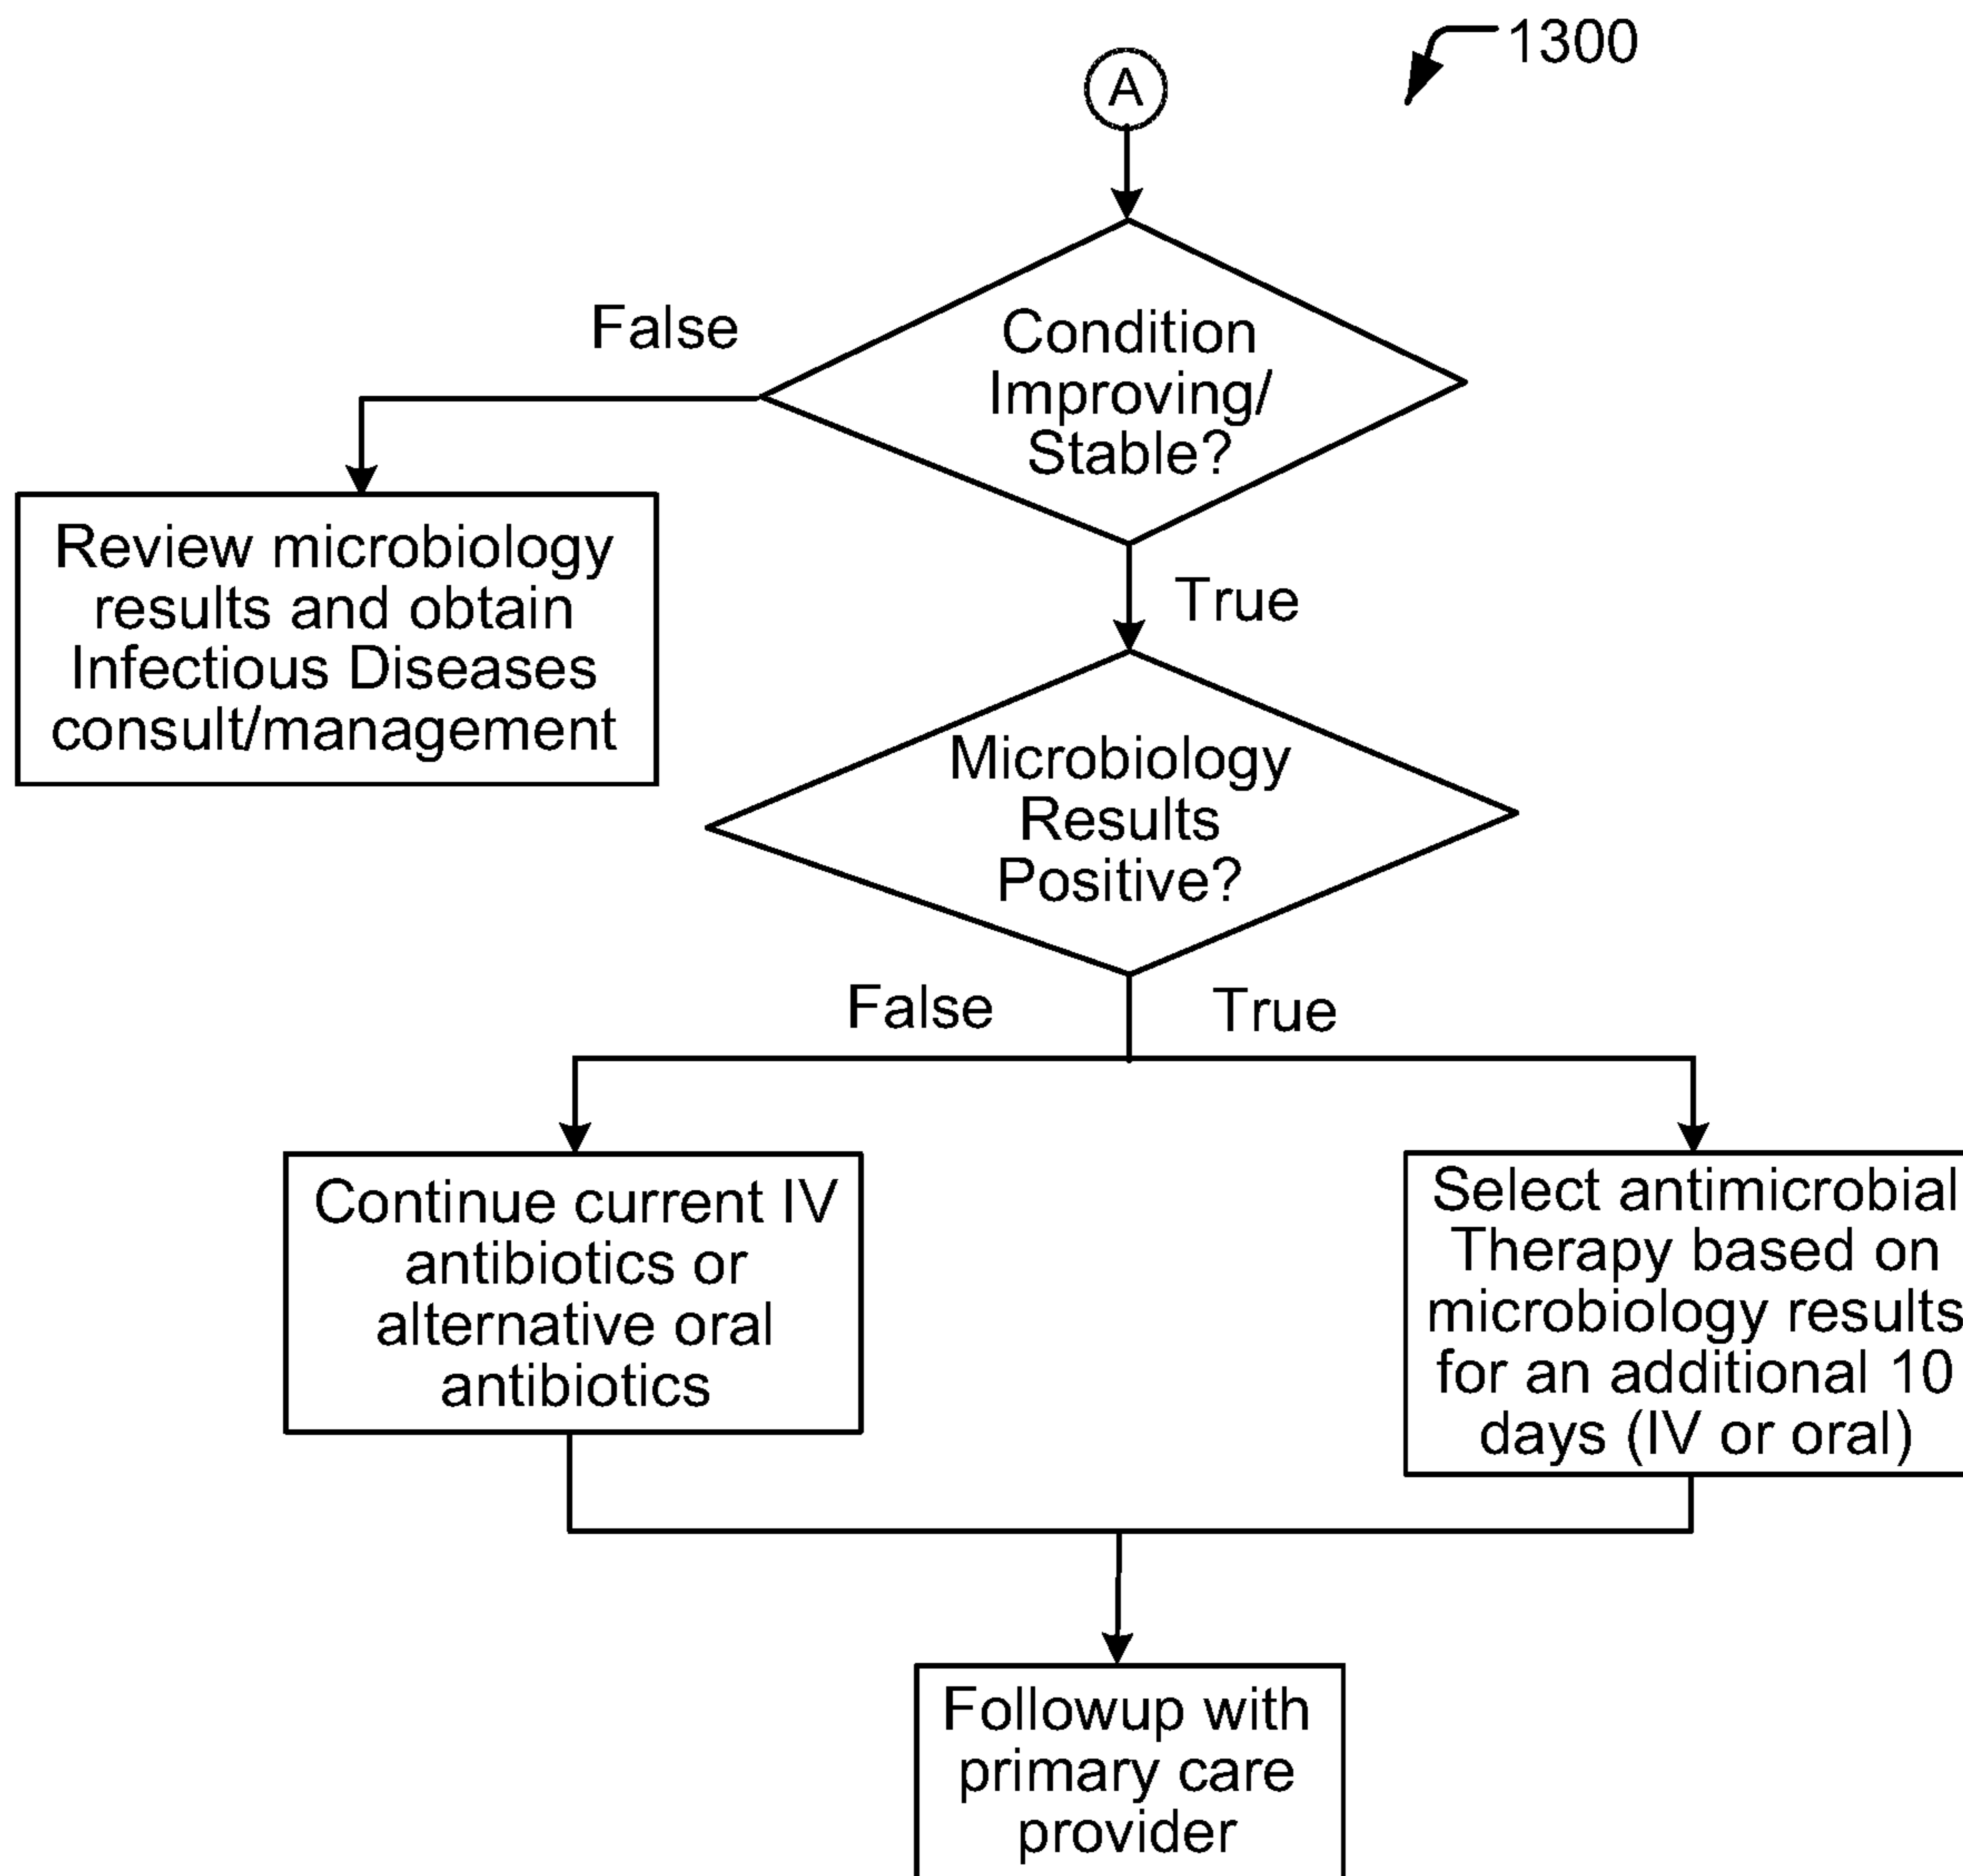 1300
A
Condition
Improving/
Stable?
False
True
Review microbiology
results and obtain
Infectious Diseases
consult/management
Microbiology
Results
Positive?
False
True
Continue current IV
antibiotics or
alternative oral
antibiotics
Select antimicrobial
Therapy based on
microbiology results
for an additional 10
days (IV or oral)
Followup with
primary care
provider